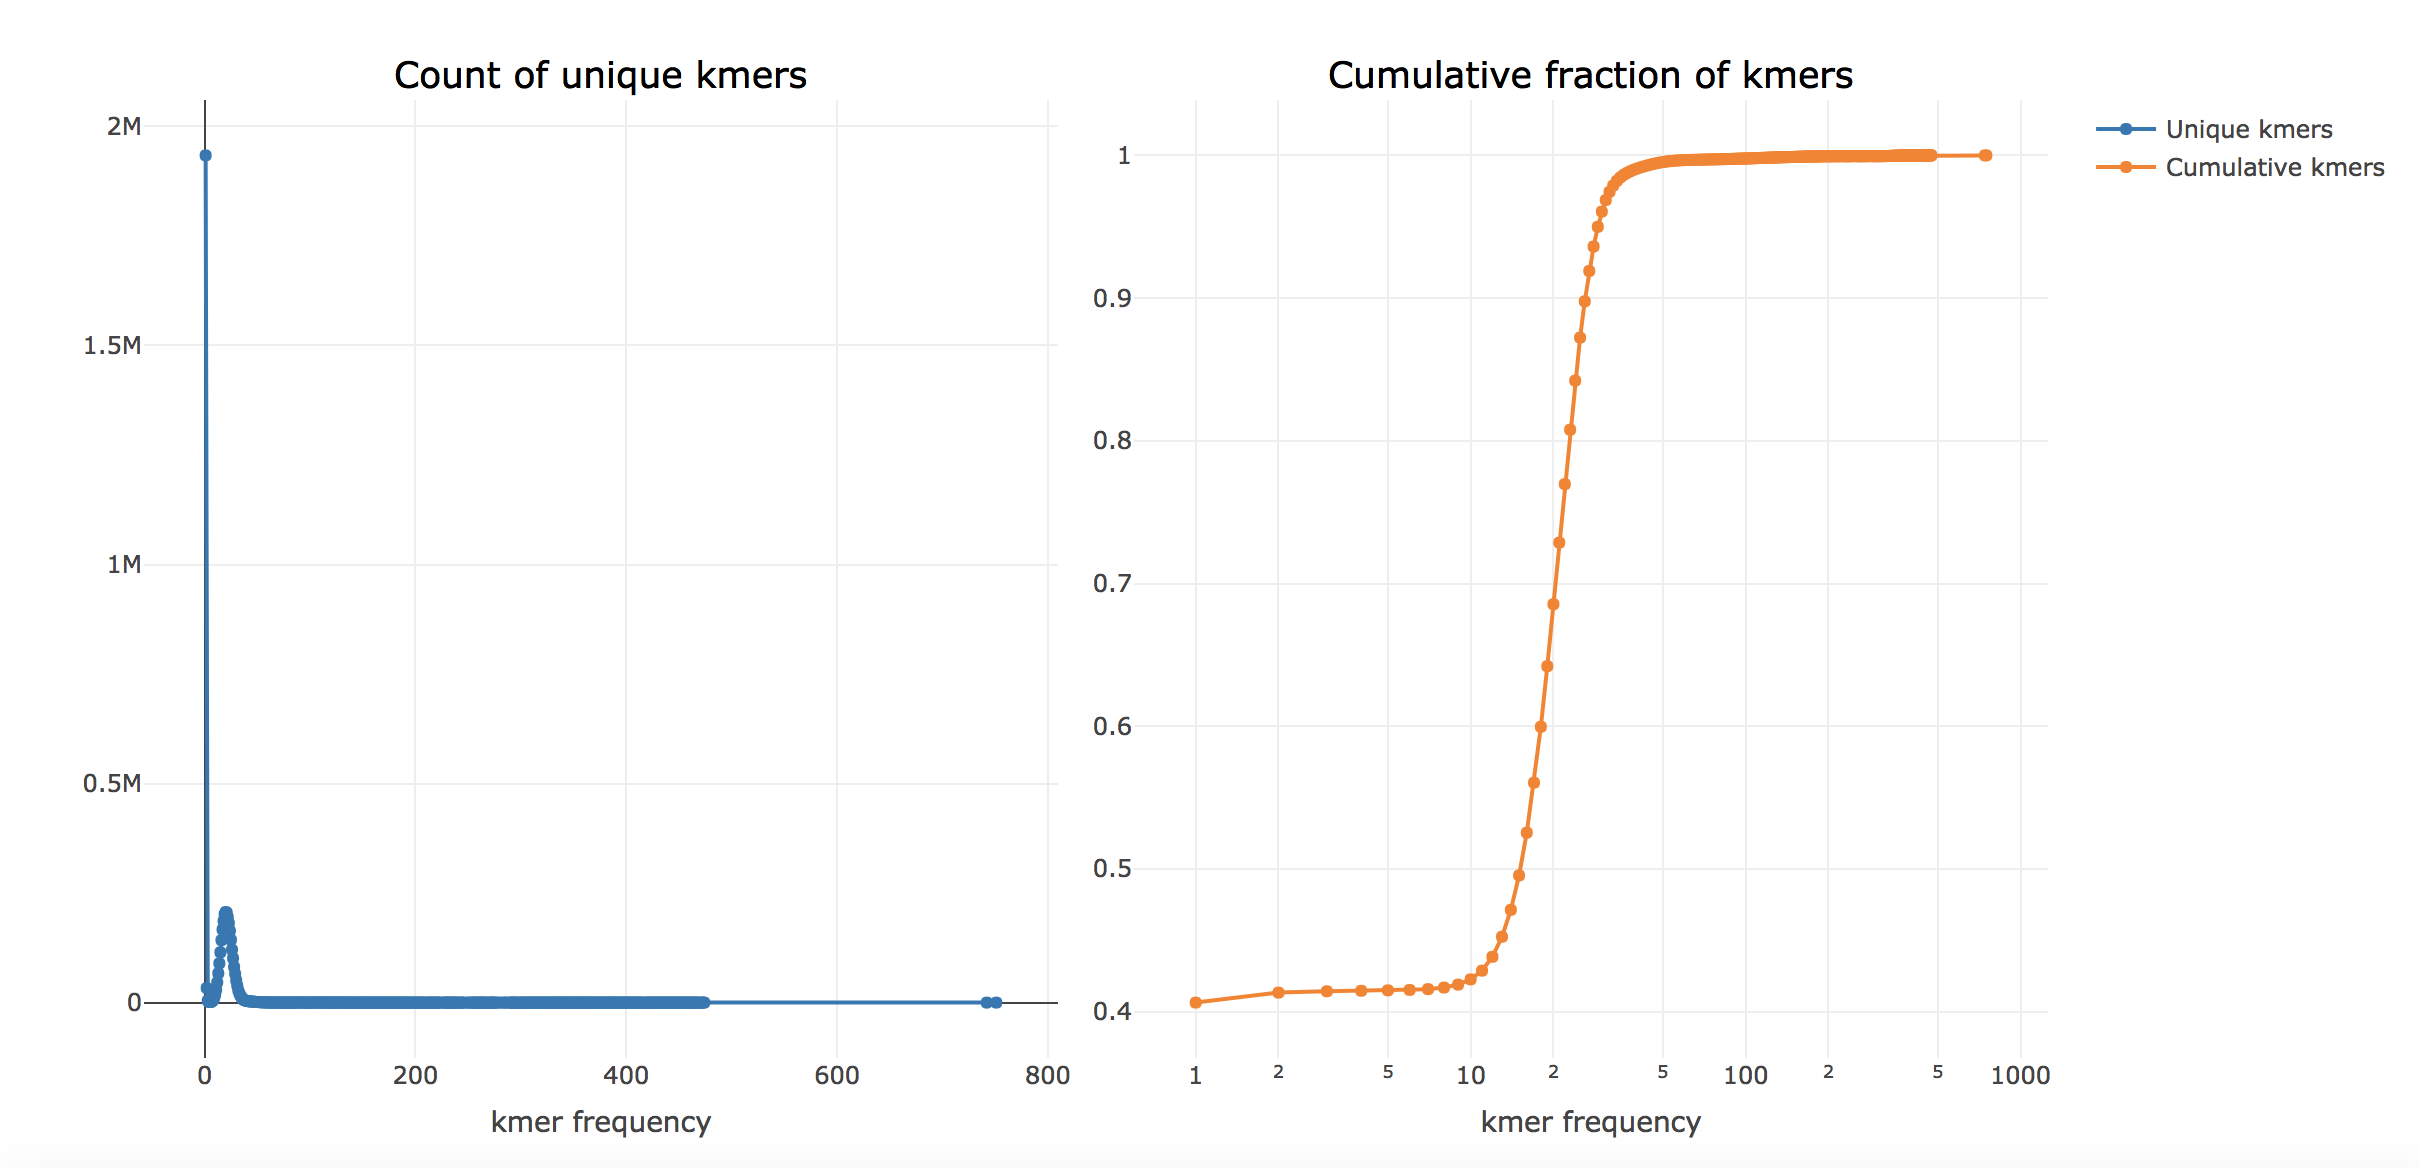 Count of unique kmers
2M
1.5M
1M
0.5M
0
0
200
400
600
800
kmer frequency
Cumulative fraction of kmers
1
0.9
0.8
0.7
0.6
0.5
0.4
1
2
5
10
2
5
100
2
5
1000
kmer frequency
Unique kmers
Cumulative kmers